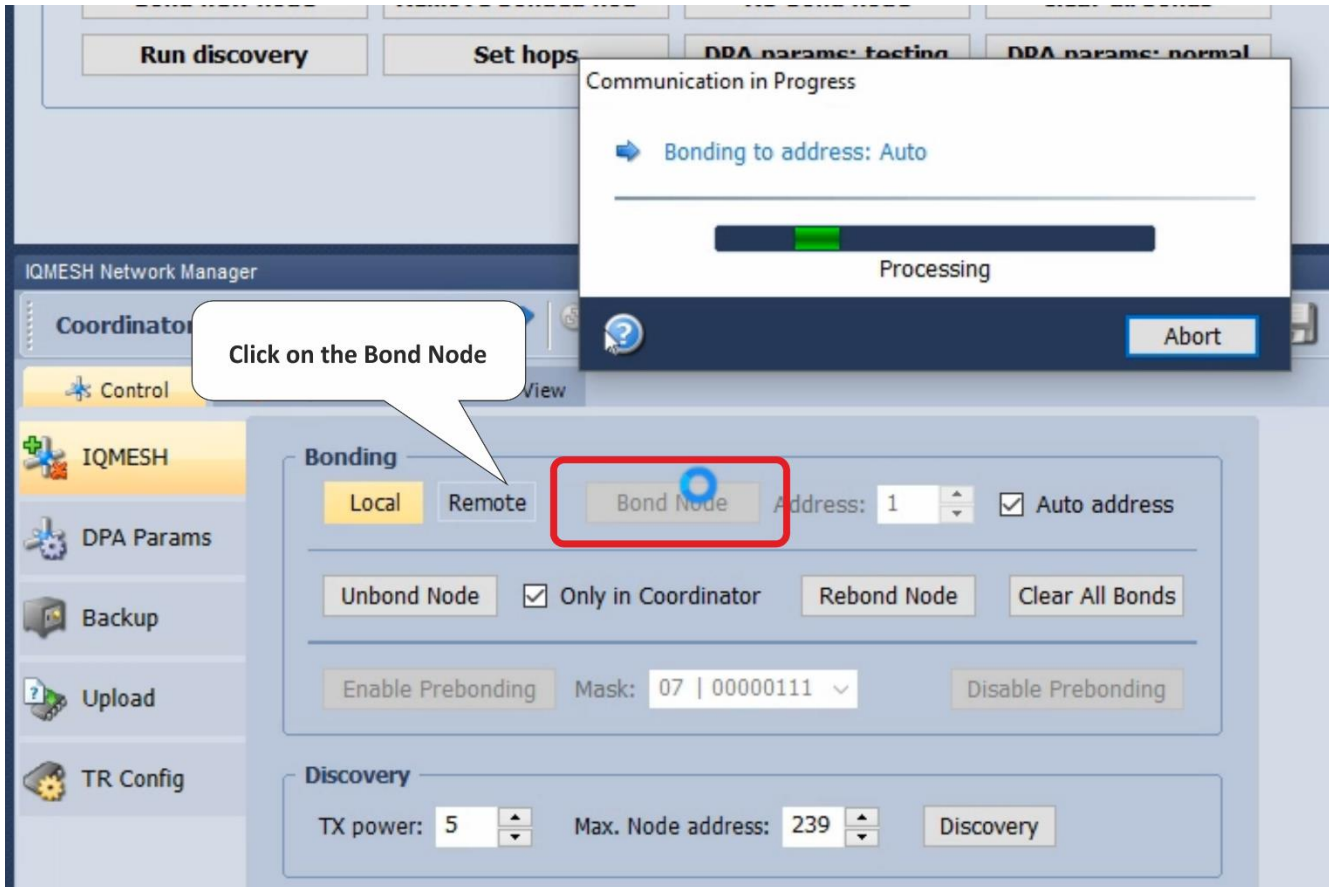 Run discovery
Set hops
DPA params: testing
DPA params: normal
Communication in Progress
Bonding to address: Auto
Processing
Abort
IQMESH Network Manager
Coordinator
Click on the Bond Node
Control
View
IQMESH
DPA Params
Backup
Upload
TR Config
Bonding
Local Remote Bond Node Address: 1 Auto address
Unbond Node Only in Coordinator Rebond Node Clear All Bonds
Enable Prebonding Mask: 07 | 00000111 Disable Prebonding
Discovery
TX power: 5 Max. Node address: 239 Discovery